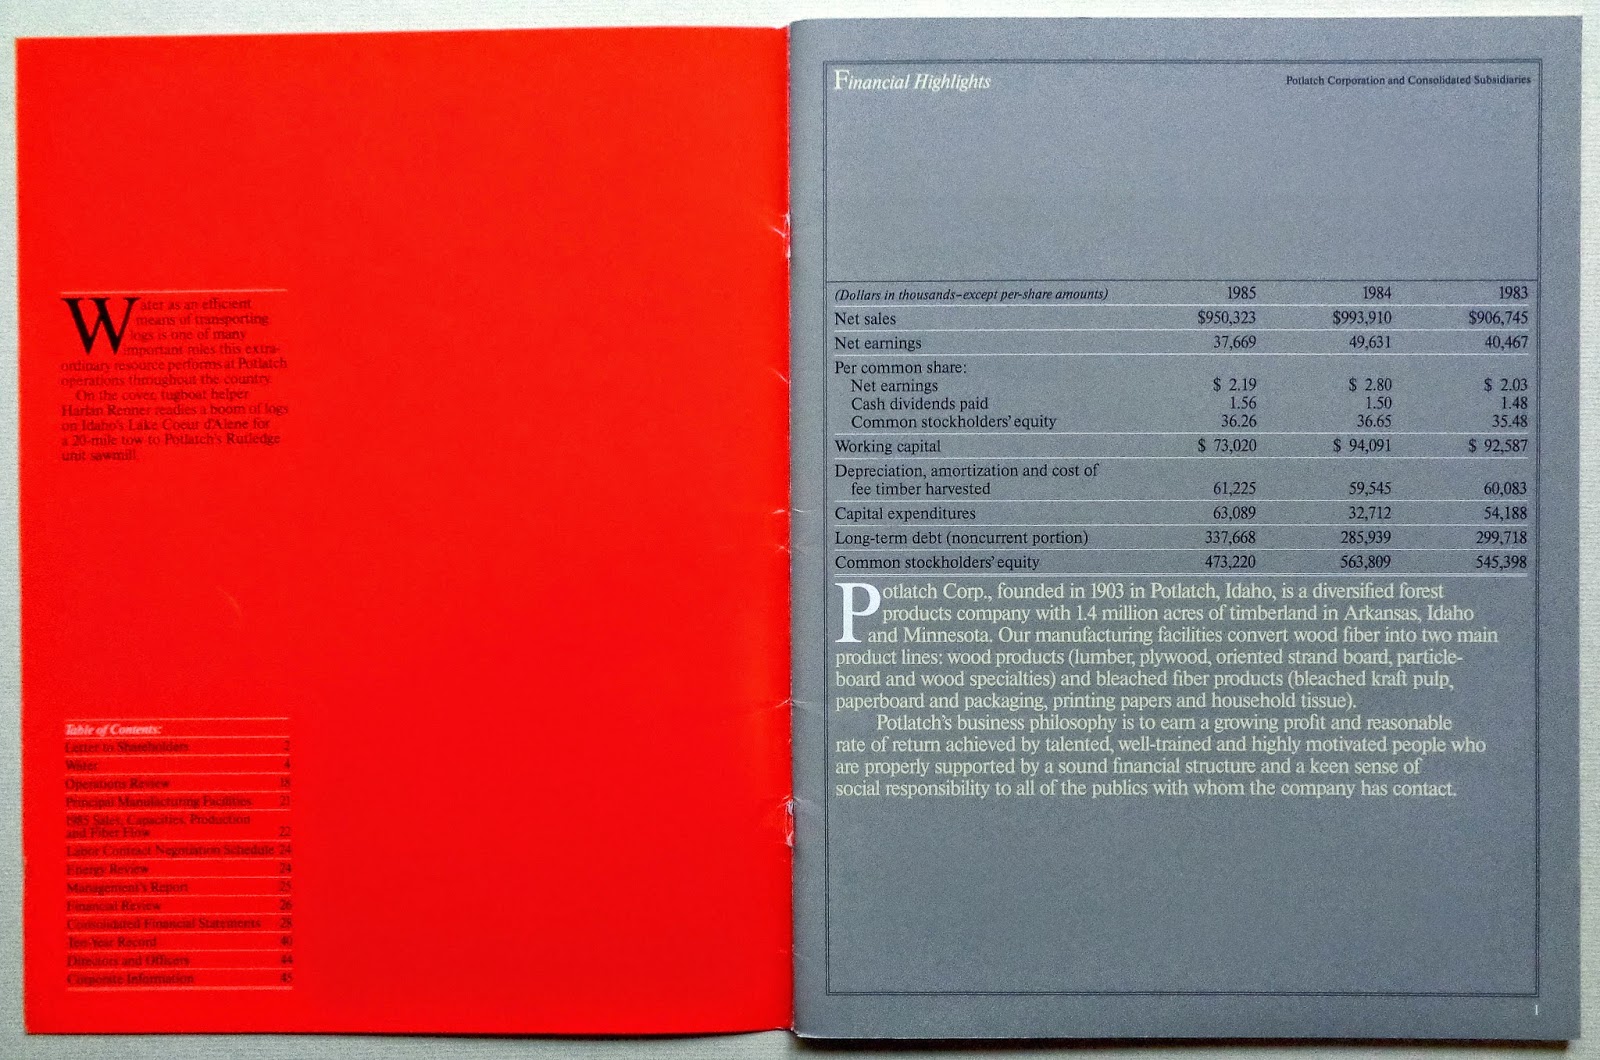 Water as an efficient
means of transporting
logs is one of many
important roles this extra-
ordinary resource performs at Potlatch
operations throughout the country.
On the cover, tugboat helper
Harlan Renner readies a boom of logs
on Idaho's Lake Coeur d'Alene for
a 20-mile tow to Potlatch's Rutledge
unit sawmill.
Table of Contents:
Letter to Shareholders 2
Water 4
Operations Review 18
Principal Manufacturing Facilities 21
1985 Sales, Capacities, Production
and Fiber Flow 22
Labor Contract Negotiation Schedule 24
Energy Review 24
Management's Report 25
Financial Review 26
Consolidated Financial Statements 28
Ten-Year Record 40
Directors and Officers 44
Corporate Information 45
Financial Highlights Potlatch Corporation and Consolidated Subsidiaries
(Dollars in thousands–except per-share amounts) 1985 1984 1983
Net sales $950,323 $993,910 $906,745
Net earnings 37,669 49,631 40,467
Per common share:
Net earnings $ 2.19 $ 2.80 $ 2.03
Cash dividends paid 1.56 1.50 1.48
Common stockholders' equity 36.26 36.65 35.48
Working capital $ 73,020 $ 94,091 $ 92,587
Depreciation, amortization and cost of
fee timber harvested 61,225 59,545 60,083
Capital expenditures 63,089 32,712 54,188
Long-term debt (noncurrent portion) 337,668 285,939 299,718
Common stockholders' equity 473,220 563,809 545,398
Potlatch Corp., founded in 1903 in Potlatch, Idaho, is a diversified forest
products company with 1.4 million acres of timberland in Arkansas, Idaho
and Minnesota. Our manufacturing facilities convert wood fiber into two main
product lines: wood products (lumber, plywood, oriented strand board, particle-
board and wood specialties) and bleached fiber products (bleached kraft pulp,
paperboard and packaging, printing papers and household tissue).
Potlatch's business philosophy is to earn a growing profit and reasonable
rate of return achieved by talented, well-trained and highly motivated people who
are properly supported by a sound financial structure and a keen sense of
social responsibility to all of the publics with whom the company has contact.
1